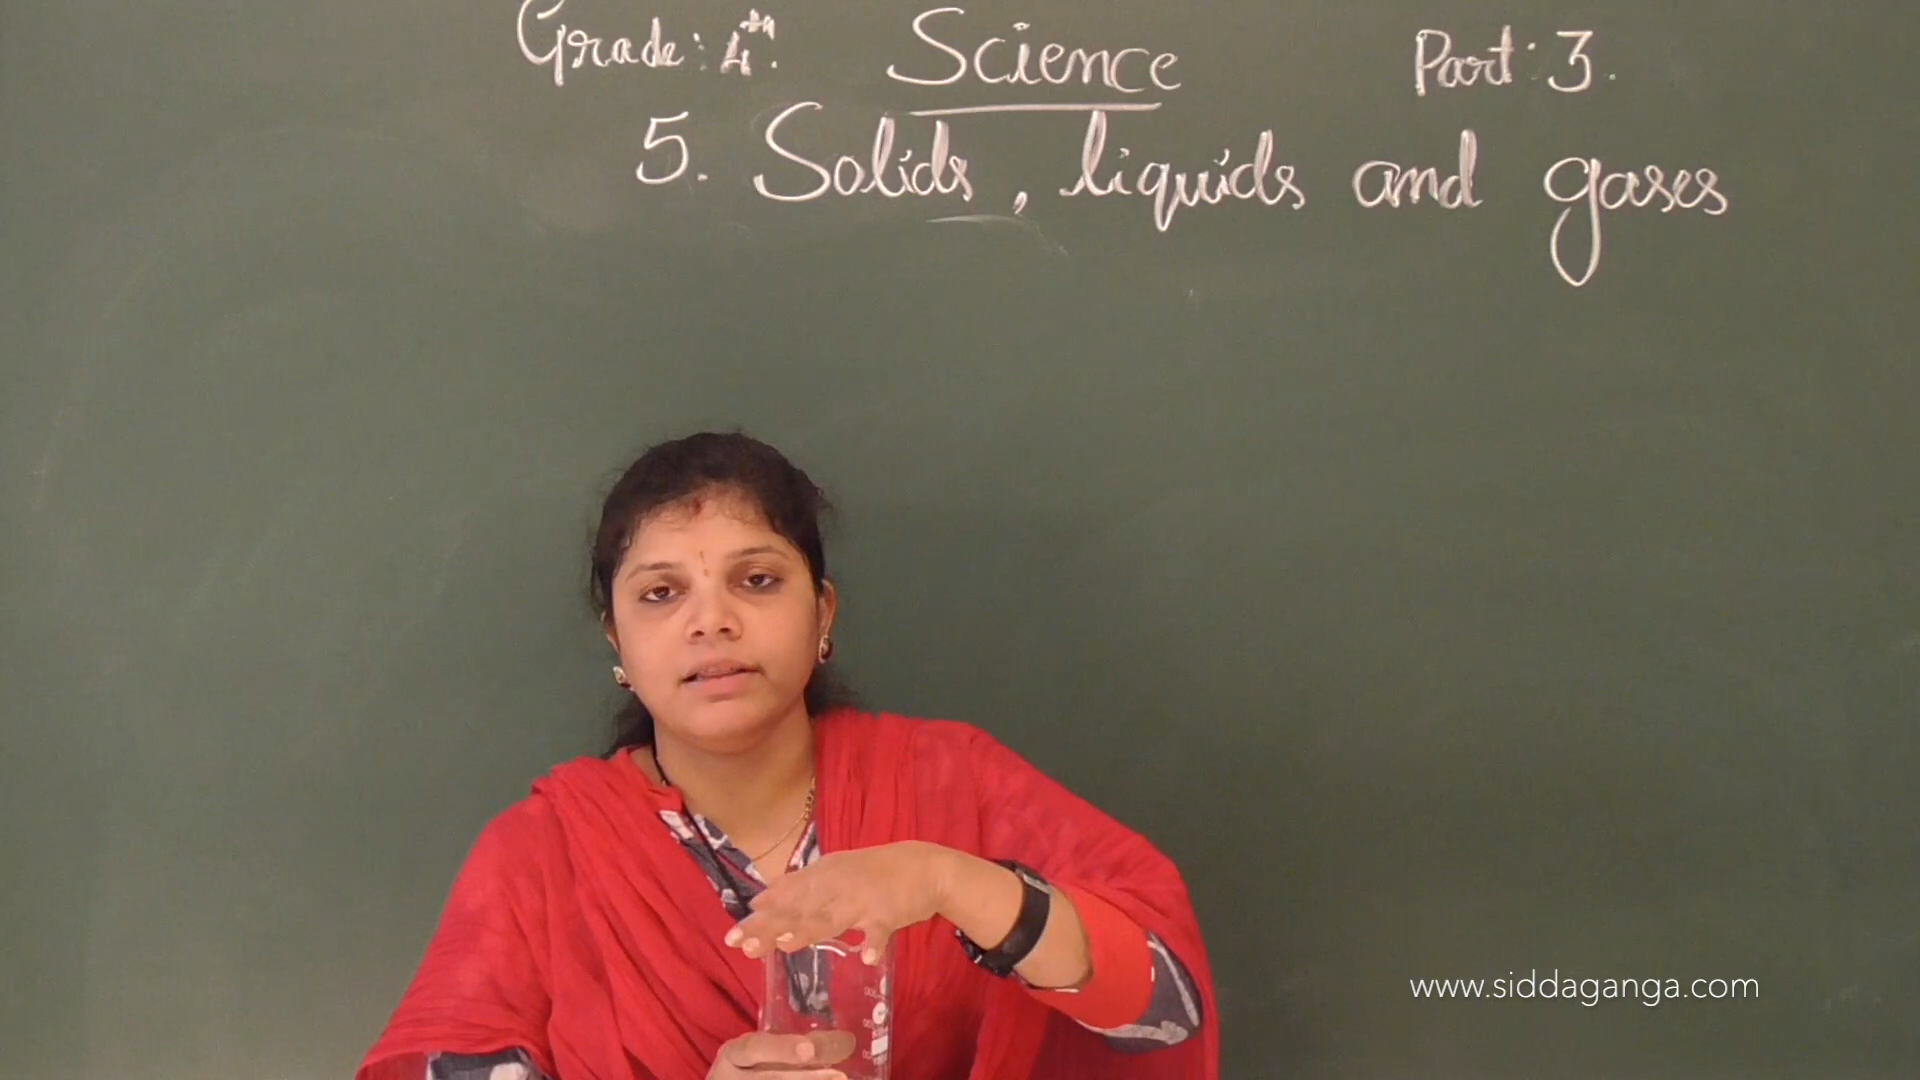 Grade: 4th. Science Part: 3.
5. Solids, liquids and gases
www.siddaganga.com